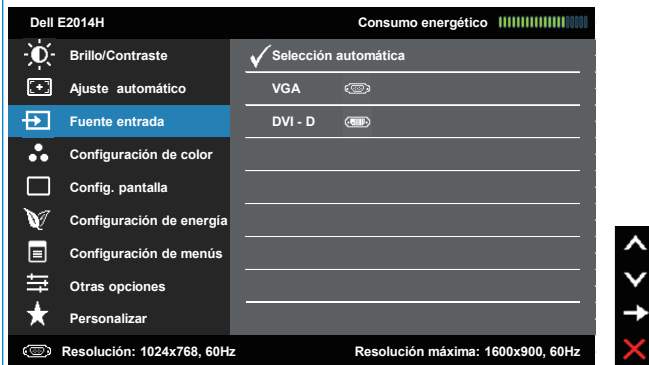 Dell E2014H
Consumo energético
Brillo/Contraste
Ajuste automático
Fuente entrada
Configuración de color
Config. pantalla
Configuración de energía
Configuración de menús
Otras opciones
Personalizar
Selección automática
VGA
DVI - D
Resolución: 1024x768, 60Hz
Resolución máxima: 1600x900, 60Hz